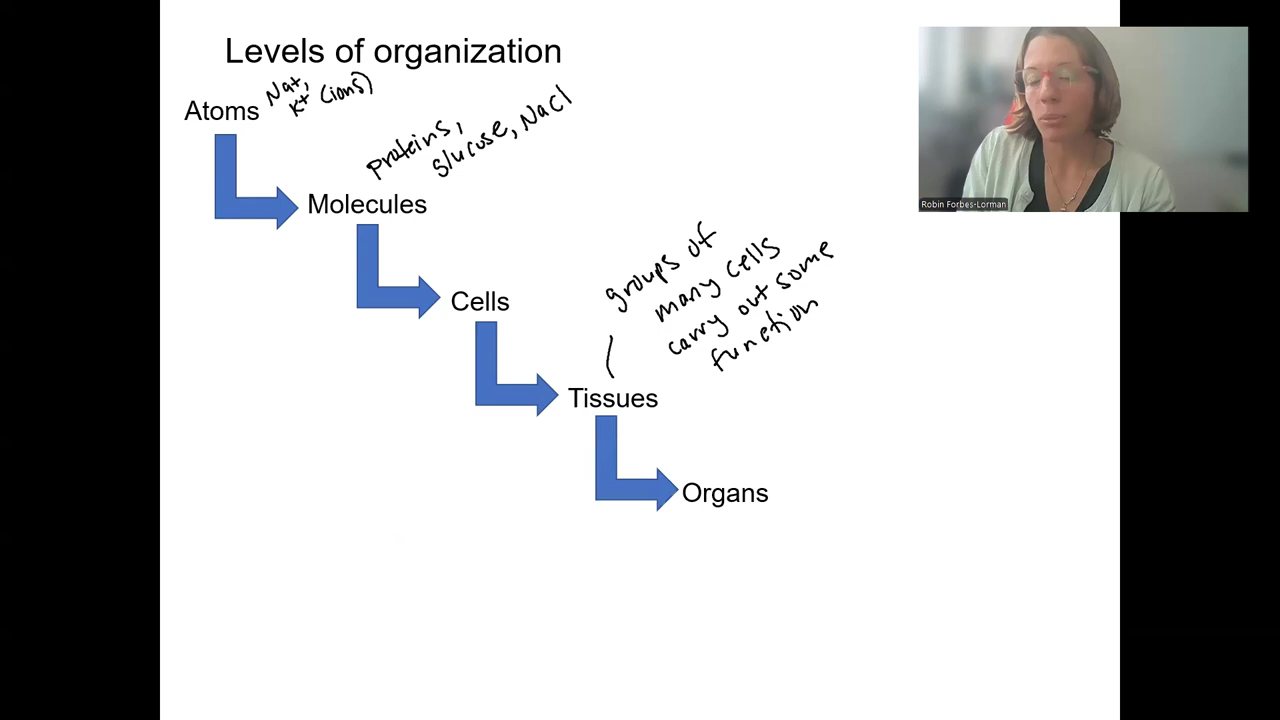 Levels of organization
Atoms
Na+,
K+ (ions)
proteins,
glucose, NaCl
Molecules
Cells
groups of
many cells
carry out some
function
Tissues
Organs
Robin Forbes-Lorman